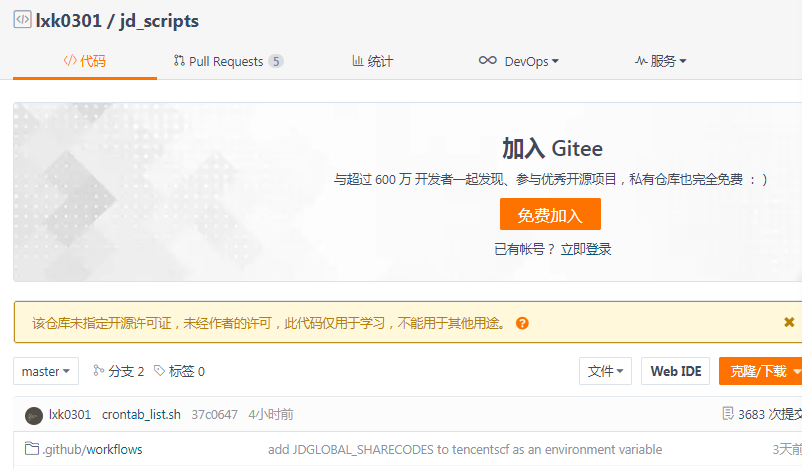 lxk0301 / jd_scripts
代码 Pull Requests 5 统计 DevOps 服务
加入 Gitee
与超过 600 万 开发者一起发现、参与优秀开源项目，私有仓库也完全免费 ：）
免费加入
已有帐号？ 立即登录
该仓库未指定开源许可证，未经作者的许可，此代码仅用于学习，不能用于其他用途。
master 分支 2 标签 0 文件 Web IDE 克隆/下载
lxk0301 crontab_list.sh 37c0647 4小时前 3683 次提交
.github/workflows add JDGLOBAL_SHARECODES to tencentscf as an environment variable 3天前